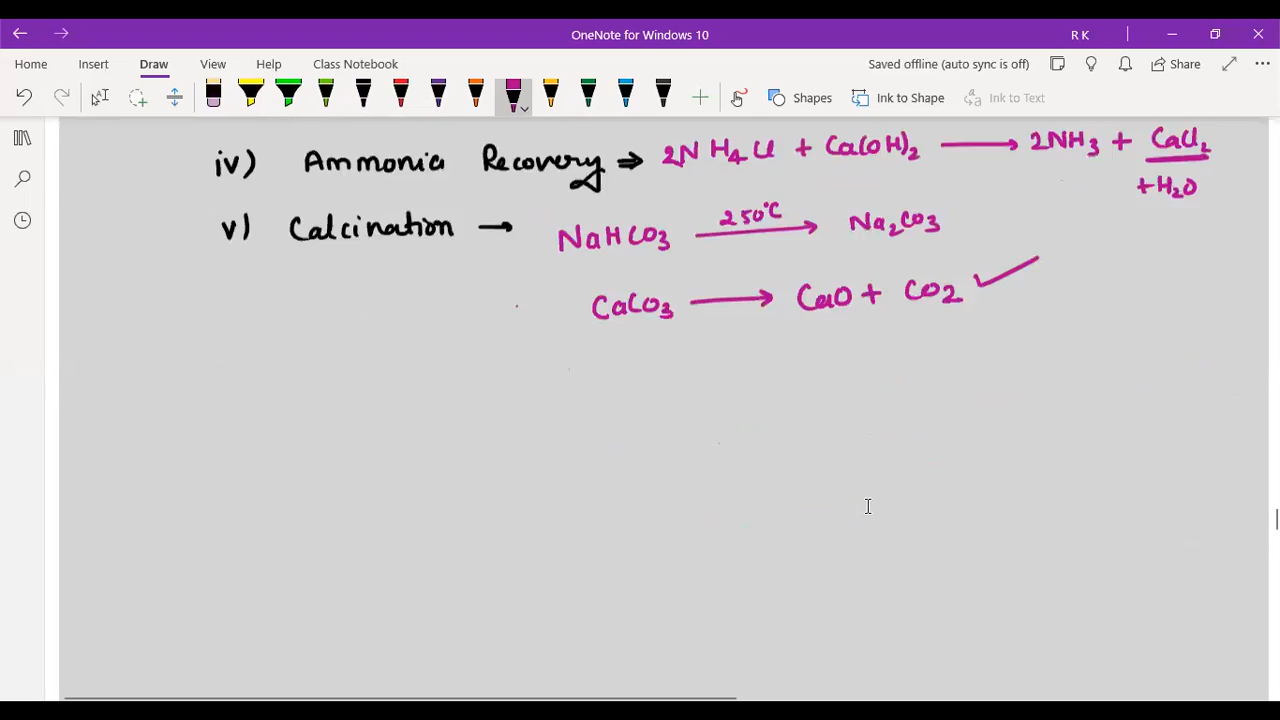 OneNote for Windows 10
R K
Home Insert Draw View Help Class Notebook Saved offline (auto sync is off) Share
Shapes Ink to Shape Ink to Text
iv) Ammonia Recovery ⇒ 2NH4Cl + Ca(OH)2 → 2NH3 + CaCl2
+H2O
v) Calcination → NaHCO3 250°C → Na2CO3
CaCO3 → CaO + CO2 ✓